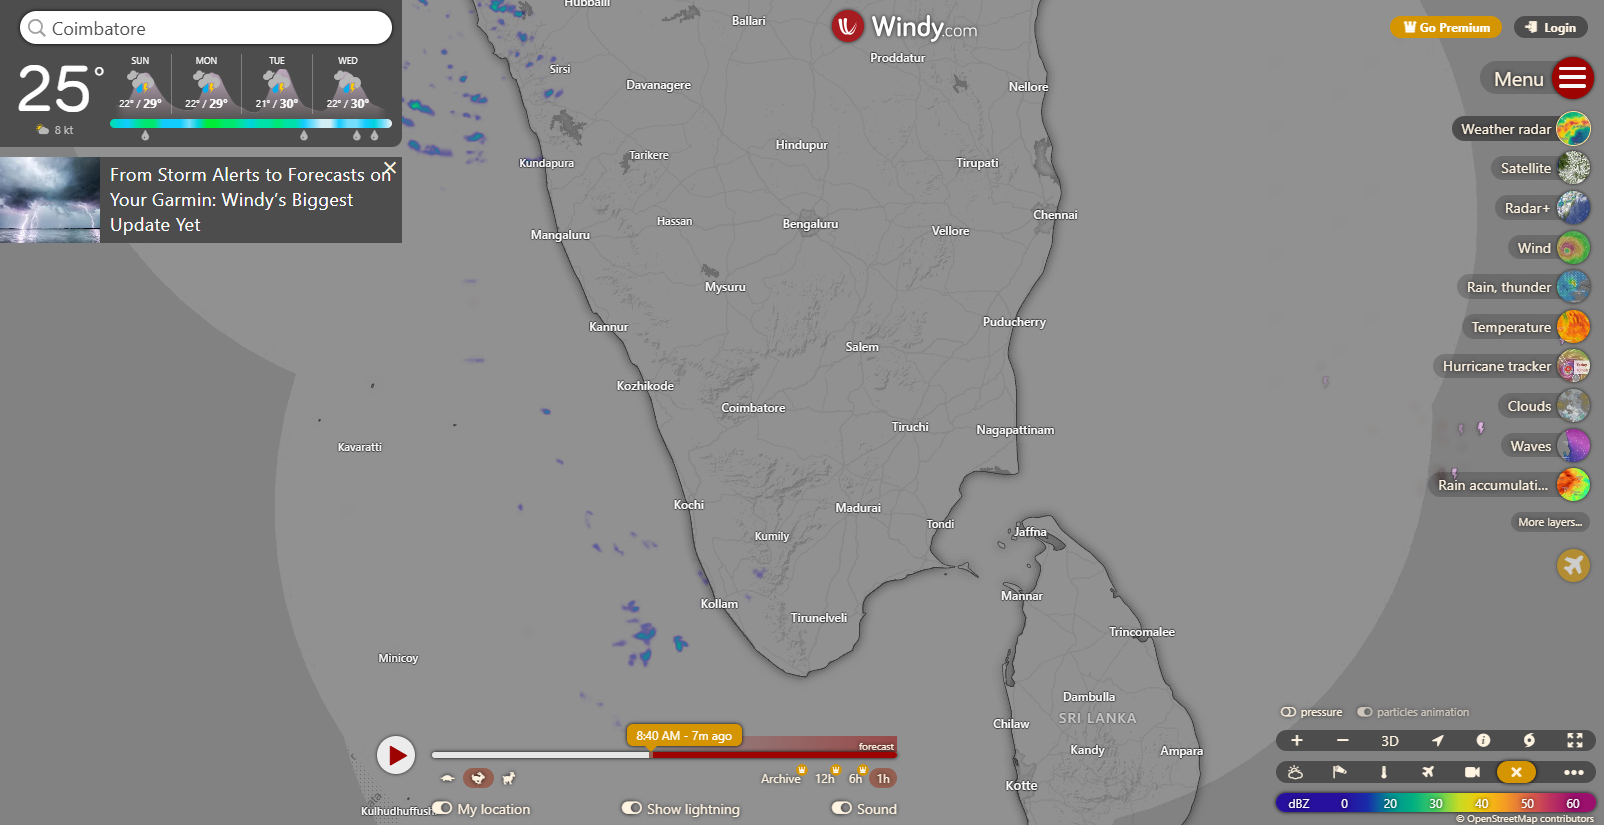 Coimbatore
25°
8 kt
SUN MON TUE WED
22° / 29° 22° / 29° 21° / 30° 22° / 30°
From Storm Alerts to Forecasts on
Your Garmin: Windy's Biggest
Update Yet
Windy.com
Go Premium
Login
Menu
Weather radar
Satellite
Radar+
Wind
Rain, thunder
Temperature
Hurricane tracker
Clouds
Waves
Rain accumulati...
More layers...
Hubballi
Ballari
Proddatur
Sirsi
Davanagere
Nellore
Hindupur
Kundapura
Tarikere
Tirupati
Chennai
Hassan
Bengaluru
Vellore
Mangaluru
Mysuru
Kannur
Puducherry
Salem
Kozhikode
Coimbatore
Tiruchi
Nagapattinam
Kavaratti
Kochi
Madurai
Tondi
Jaffna
Kumily
Mannar
Kollam
Tirunelveli
Trincomalee
Minicoy
Dambulla
SRI LANKA
Chilaw
Kandy
Ampara
Kotte
Kulhudhuffush
8:40 AM - 7m ago
forecast
Archive 12h 6h 1h
My location
Show lightning
Sound
pressure
particles animation
3D
dBZ 0 20 30 40 50 60
© OpenStreetMap contributors